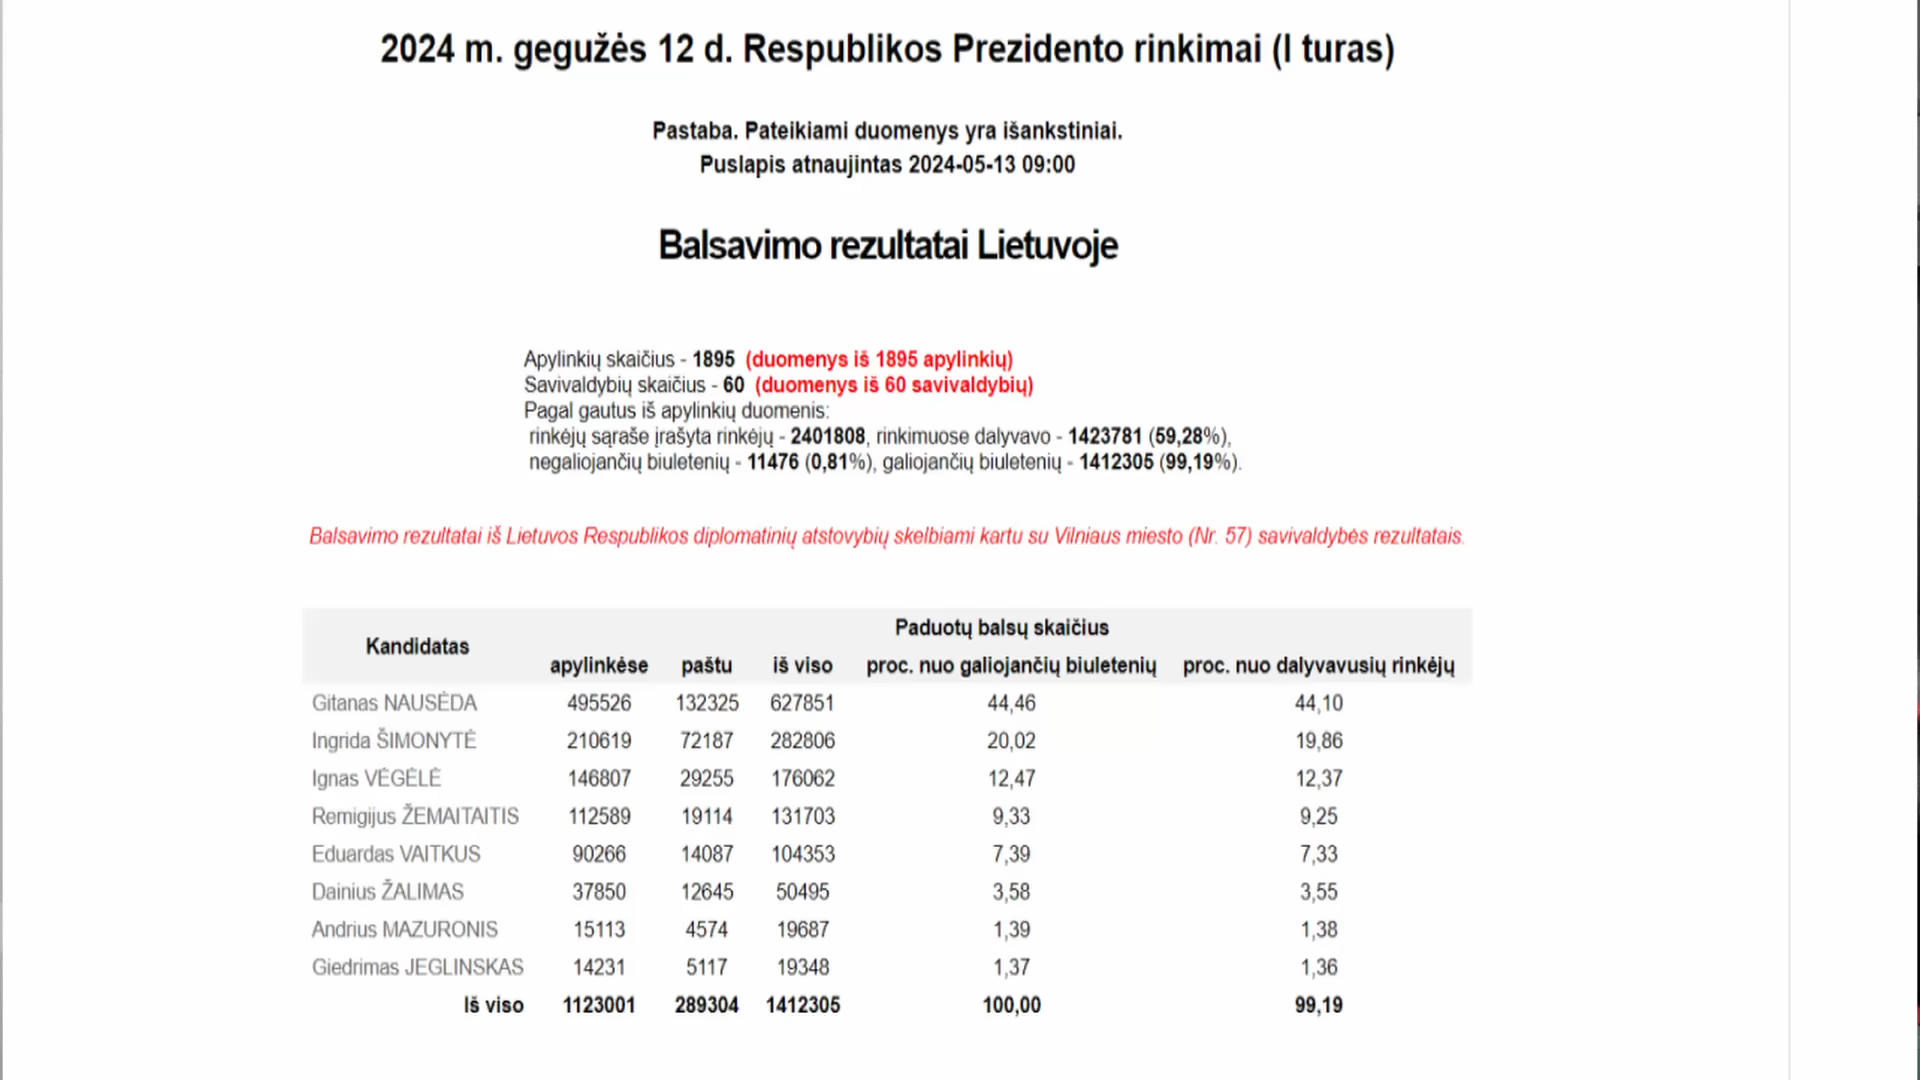 2024 m. gegužės 12 d. Respublikos Prezidento rinkimai (I turas)
Pastaba. Pateikiami duomenys yra išankstiniai.
Puslapis atnaujintas 2024-05-13 09:00
Balsavimo rezultatai Lietuvoje
Apylinkių skaičius - 1895 (duomenys iš 1895 apylinkių)
Savivaldybių skaičius - 60 (duomenys iš 60 savivaldybių)
Pagal gautus iš apylinkių duomenis:
rinkėjų sąraše įrašyta rinkėjų - 2401808, rinkimuose dalyvavo - 1423781 (59,28%),
negaliojančių biuletenių - 11476 (0,81%), galiojančių biuletenių - 1412305 (99,19%).
Balsavimo rezultatai iš Lietuvos Respublikos diplomatinių atstovybių skelbiami kartu su Vilniaus miesto (Nr. 57) savivaldybės rezultatais.
Kandidatas Paduotų balsų skaičius
apylinkėse paštu iš viso proc. nuo galiojančių biuletenių proc. nuo dalyvavusių rinkėjų
Gitanas NAUSĖDA 495526 132325 627851 44,46 44,10
Ingrida ŠIMONYTĖ 210619 72187 282806 20,02 19,86
Ignas VĖGĖLĖ 146807 29255 176062 12,47 12,37
Remigijus ŽEMAITAITIS 112589 19114 131703 9,33 9,25
Eduardas VAITKUS 90266 14087 104353 7,39 7,33
Dainius ŽALIMAS 37850 12645 50495 3,58 3,55
Andrius MAZURONIS 15113 4574 19687 1,39 1,38
Giedrimas JEGLINSKAS 14231 5117 19348 1,37 1,36
Iš viso 1123001 289304 1412305 100,00 99,19